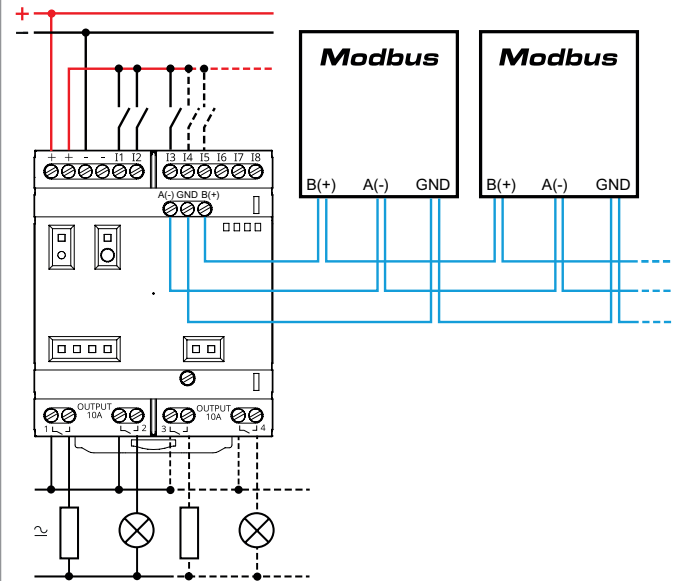 +
−
Modbus Modbus
+ + - - I1 I2 I3 I4 I5 I6 I7 I8
B(+) A(-) GND B(+) A(-) GND
A(-) GND B(+)
OUTPUT OUTPUT
10A 10A
1 2 3 4